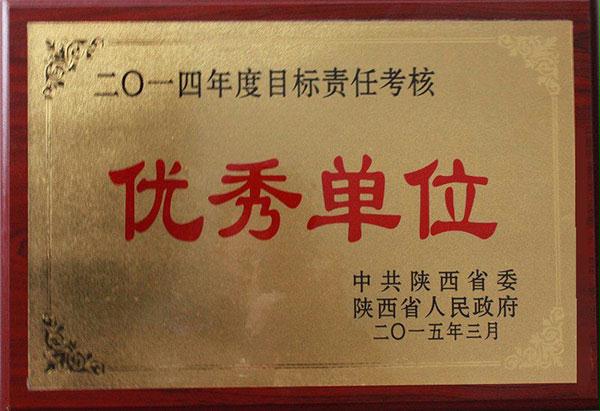 二〇一四年度目标责任考核
优秀单位
中共陕西省委
陕西省人民政府
二〇一五年三月